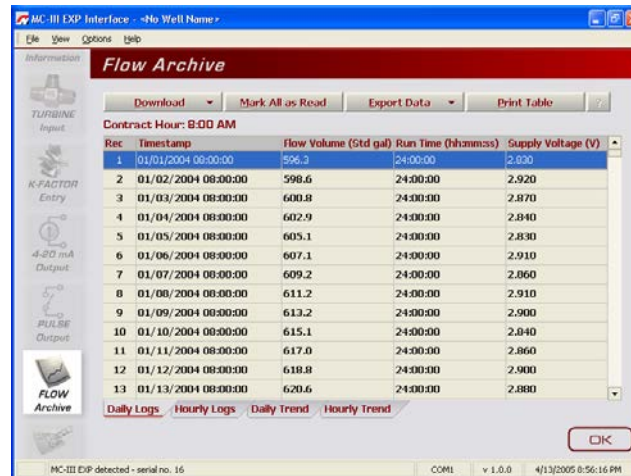 MC-III EXP Interface - <No Well Name>
File View Options Help
Information
Flow Archive
TURBINE
Input
K-FACTOR
Entry
4-20 mA
Output
PULSE
Output
FLOW
Archive
Download Mark All as Read Export Data Print Table ?
Contract Hour: 8:00 AM
Rec Timestamp Flow Volume (Std gal) Run Time (hh:mm:ss) Supply Voltage (V)
1 01/01/2004 08:00:00 596.3 24:00:00 2.830
2 01/02/2004 08:00:00 598.6 24:00:00 2.920
3 01/03/2004 08:00:00 600.8 24:00:00 2.870
4 01/04/2004 08:00:00 602.9 24:00:00 2.840
5 01/05/2004 08:00:00 605.1 24:00:00 2.830
6 01/06/2004 08:00:00 607.1 24:00:00 2.910
7 01/07/2004 08:00:00 609.2 24:00:00 2.860
8 01/08/2004 08:00:00 611.2 24:00:00 2.910
9 01/09/2004 08:00:00 613.2 24:00:00 2.900
10 01/10/2004 08:00:00 615.1 24:00:00 2.840
11 01/11/2004 08:00:00 617.0 24:00:00 2.860
12 01/12/2004 08:00:00 618.8 24:00:00 2.900
13 01/13/2004 08:00:00 620.6 24:00:00 2.880
Daily Logs Hourly Logs Daily Trend Hourly Trend
OK
MC-III EXP detected - serial no. 16 COM1 v 1.0.0 4/13/2005 8:56:16 PM